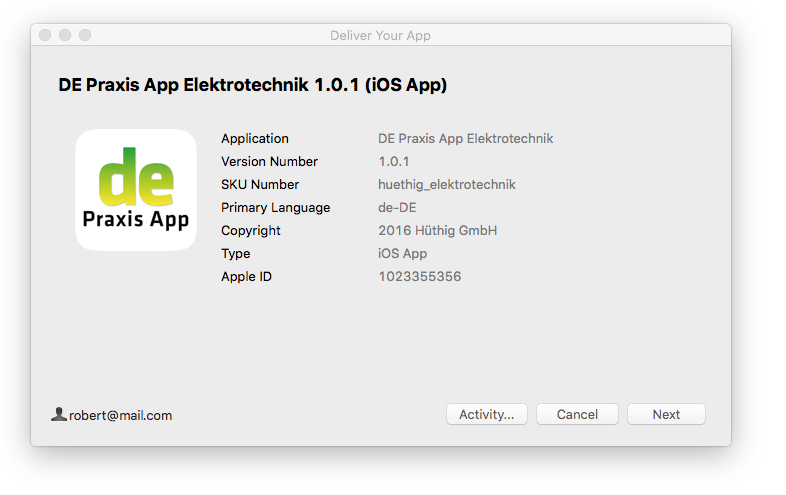 Deliver Your App
DE Praxis App Elektrotechnik 1.0.1 (iOS App)
de
Praxis App
Application DE Praxis App Elektrotechnik
Version Number 1.0.1
SKU Number huethig_elektrotechnik
Primary Language de-DE
Copyright 2016 Hüthig GmbH
Type iOS App
Apple ID 1023355356
robert@mail.com
Activity... Cancel Next